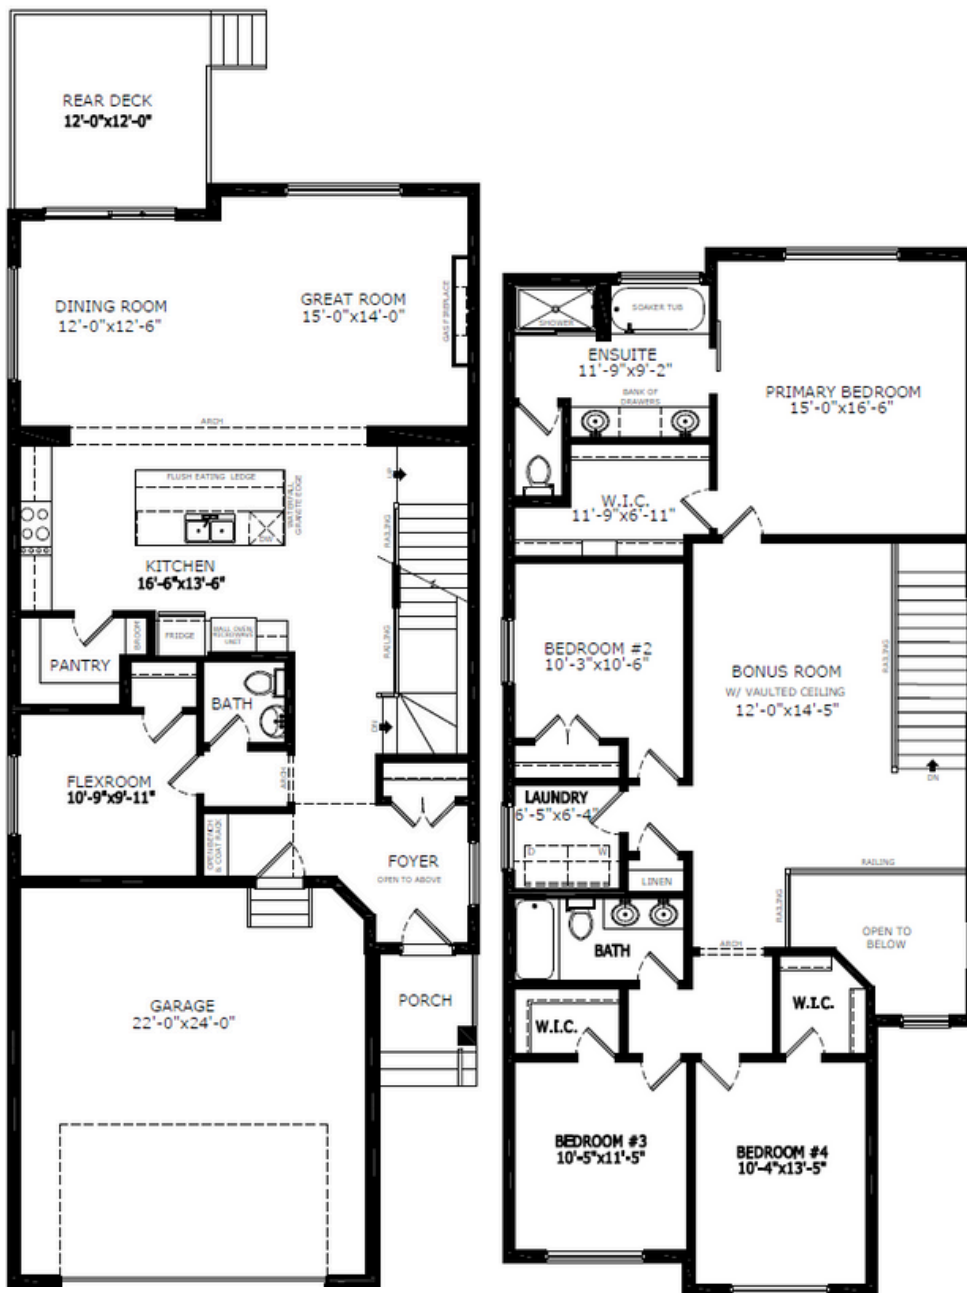 REAR DECK
12'-0"x12'-0"
DINING ROOM
12'-0"x12'-6"
GREAT ROOM
15'-0"x14'-0"
GAS FIREPLACE
ARCH
FLUSH EATING LEDGE
WATERFALL
GRANITE EDGE
DW
UP
RAILING
KITCHEN
16'-6"x13'-6"
BROOM
FRIDGE
WALL OVEN/
MICROWAVE
UNIT
RAILING
PANTRY
BATH
DN
FLEXROOM
10'-9"x9'-11"
ARCH
OPEN BENCH
& COAT RACK
FOYER
OPEN TO ABOVE
GARAGE
22'-0"x24'-0"
PORCH
SHOWER
SOAKER TUB
ENSUITE
11'-9"x9'-2"
BANK OF
DRAWERS
PRIMARY BEDROOM
15'-0"x16'-6"
W.I.C.
11'-9"x6'-11"
BEDROOM #2
10'-3"x10'-6"
BONUS ROOM
W/ VAULTED CEILING
12'-0"x14'-5"
RAILING
DN
LAUNDRY
6'-5"x6'-4"
D
W
LINEN
RAILING
RAILING
OPEN TO
BELOW
BATH
ARCH
W.I.C.
W.I.C.
BEDROOM #3
10'-5"x11'-5"
BEDROOM #4
10'-4"x13'-5"